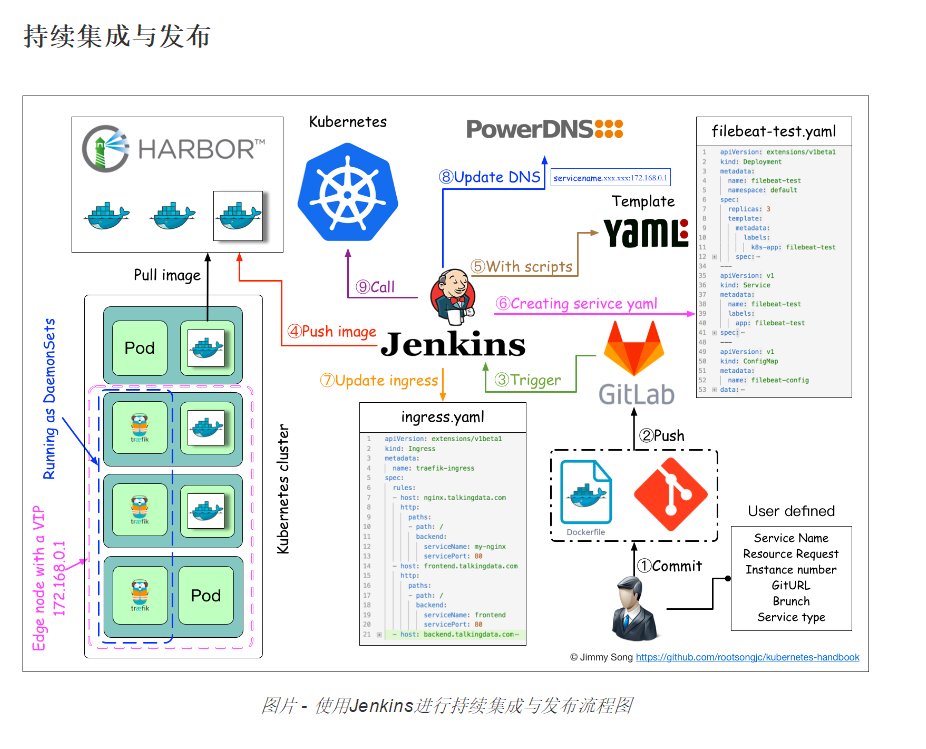 持续集成与发布
HARBOR™
Kubernetes
PowerDNS
⑧Update DNS
servicename.xxx.xxx:172.168.0.1
Template
YAML:
filebeat-test.yaml
1 apiVersion: extensions/v1beta1
2 kind: Deployment
3 metadata:
4 name: filebeat-test
5 namespace: default
6 spec:
7 replicas: 3
8 template:
9 metadata:
10 labels:
11 k8s-app: filebeat-test
12 spec:
34 ---
35 apiVersion: v1
36 kind: Service
37 metadata:
38 name: filebeat-test
39 labels:
40 app: filebeat-test
41 spec:
48 ---
49 apiVersion: v1
50 kind: ConfigMap
51 metadata:
52 name: filebeat-config
53 data:
Pull image
⑤With scripts
⑨Call
⑥Creating serivce yaml
④Push image
Jenkins
③Trigger
GitLab
⑦Update ingress
②Push
Pod
Running as DaemonSets
træfik
træfik
træfik
Pod
Edge node with a VIP
172.168.0.1
Kubernetes cluster
ingress.yaml
1 apiVersion: extensions/v1beta1
2 kind: Ingress
3 metadata:
4 name: traefik-ingress
5 spec:
6 rules:
7 - host: nginx.talkingdata.com
8 http:
9 paths:
10 - path: /
11 backend:
12 serviceName: my-nginx
13 servicePort: 80
14 - host: frontend.talkingdata.com
15 http:
16 paths:
17 - path: /
18 backend:
19 serviceName: frontend
20 servicePort: 80
21 - host: backend.talkingdata.com
Dockerfile
①Commit
User defined
Service Name
Resource Request
Instance number
GitURL
Brunch
Service type
© Jimmy Song https://github.com/rootsongjc/kubernetes-handbook
图片 - 使用Jenkins进行持续集成与发布流程图